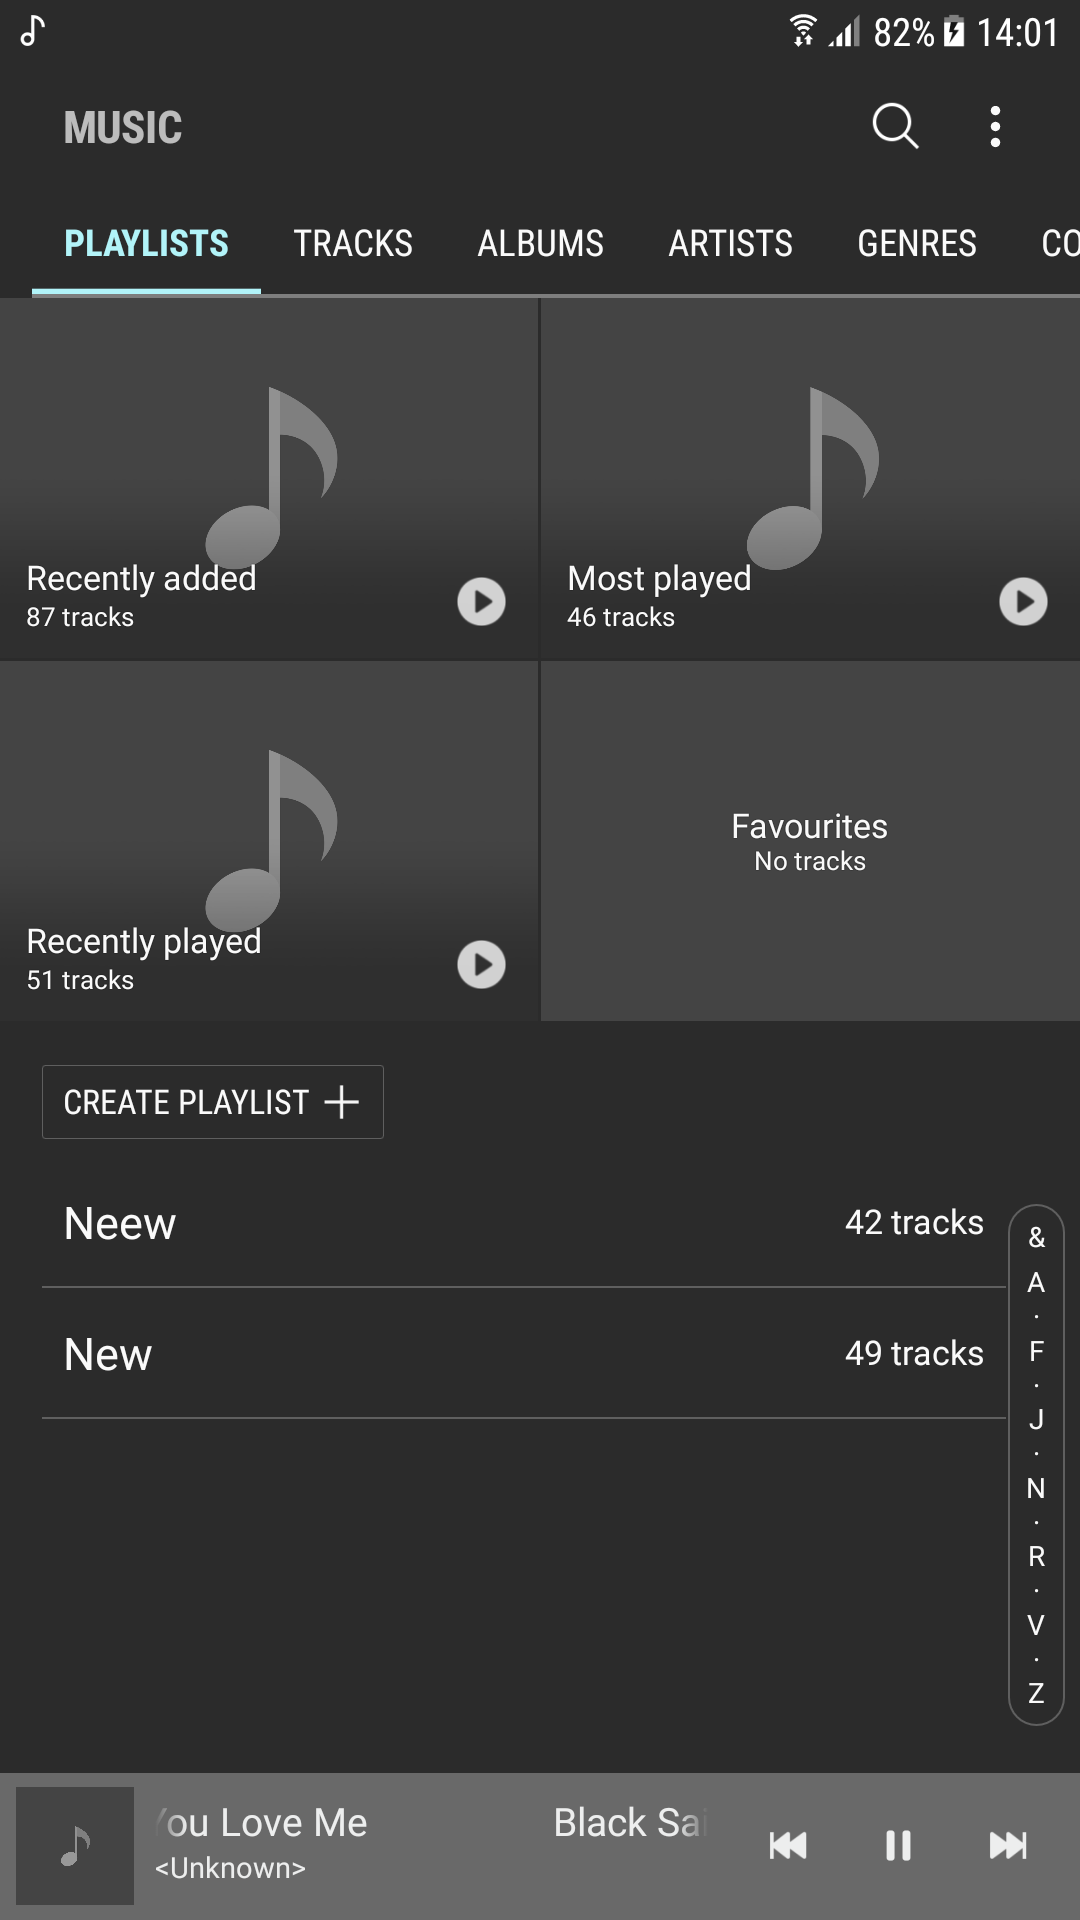 82% 14:01
MUSIC
PLAYLISTS TRACKS ALBUMS ARTISTS GENRES CO
Recently added
87 tracks
Most played
46 tracks
Recently played
51 tracks
Favourites
No tracks
CREATE PLAYLIST
Neew 42 tracks
New 49 tracks
&
A
.
F
.
J
.
N
.
R
.
V
.
Z
You Love Me Black Sai
<Unknown>